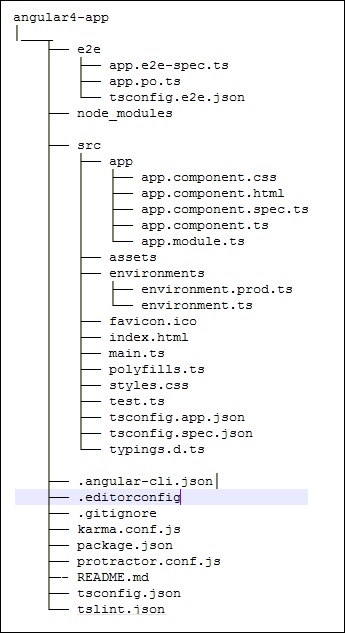 angular4-app
e2e
app.e2e-spec.ts
app.po.ts
tsconfig.e2e.json
node_modules
src
app
app.component.css
app.component.html
app.component.spec.ts
app.component.ts
app.module.ts
assets
environments
environment.prod.ts
environment.ts
favicon.ico
index.html
main.ts
polyfills.ts
styles.css
test.ts
tsconfig.app.json
tsconfig.spec.json
typings.d.ts
.angular-cli.json
.editorconfig
.gitignore
karma.conf.js
package.json
protractor.conf.js
README.md
tsconfig.json
tslint.json